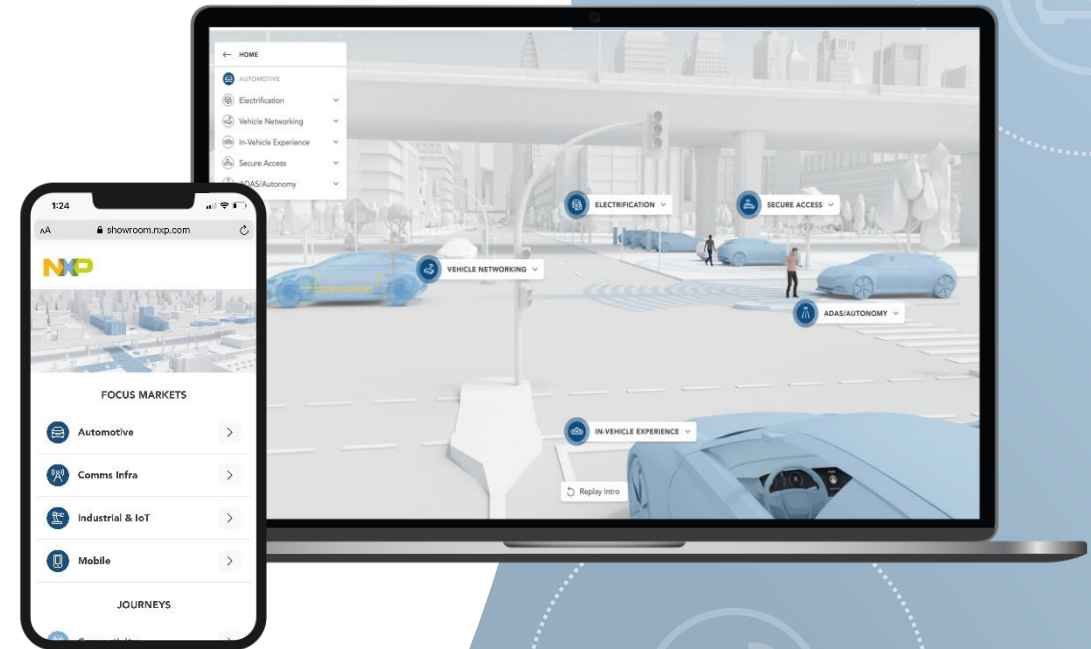 HOME
AUTOMOTIVE
Electrification
Vehicle Networking
In-Vehicle Experience
Secure Access
ADAS/Autonomy
ELECTRIFICATION
SECURE ACCESS
VEHICLE NETWORKING
ADAS/AUTONOMY
IN-VEHICLE EXPERIENCE
Replay Intro
1:24
AA showroom.nxp.com
NXP
FOCUS MARKETS
Automotive
Comms Infra
Industrial & IoT
Mobile
JOURNEYS